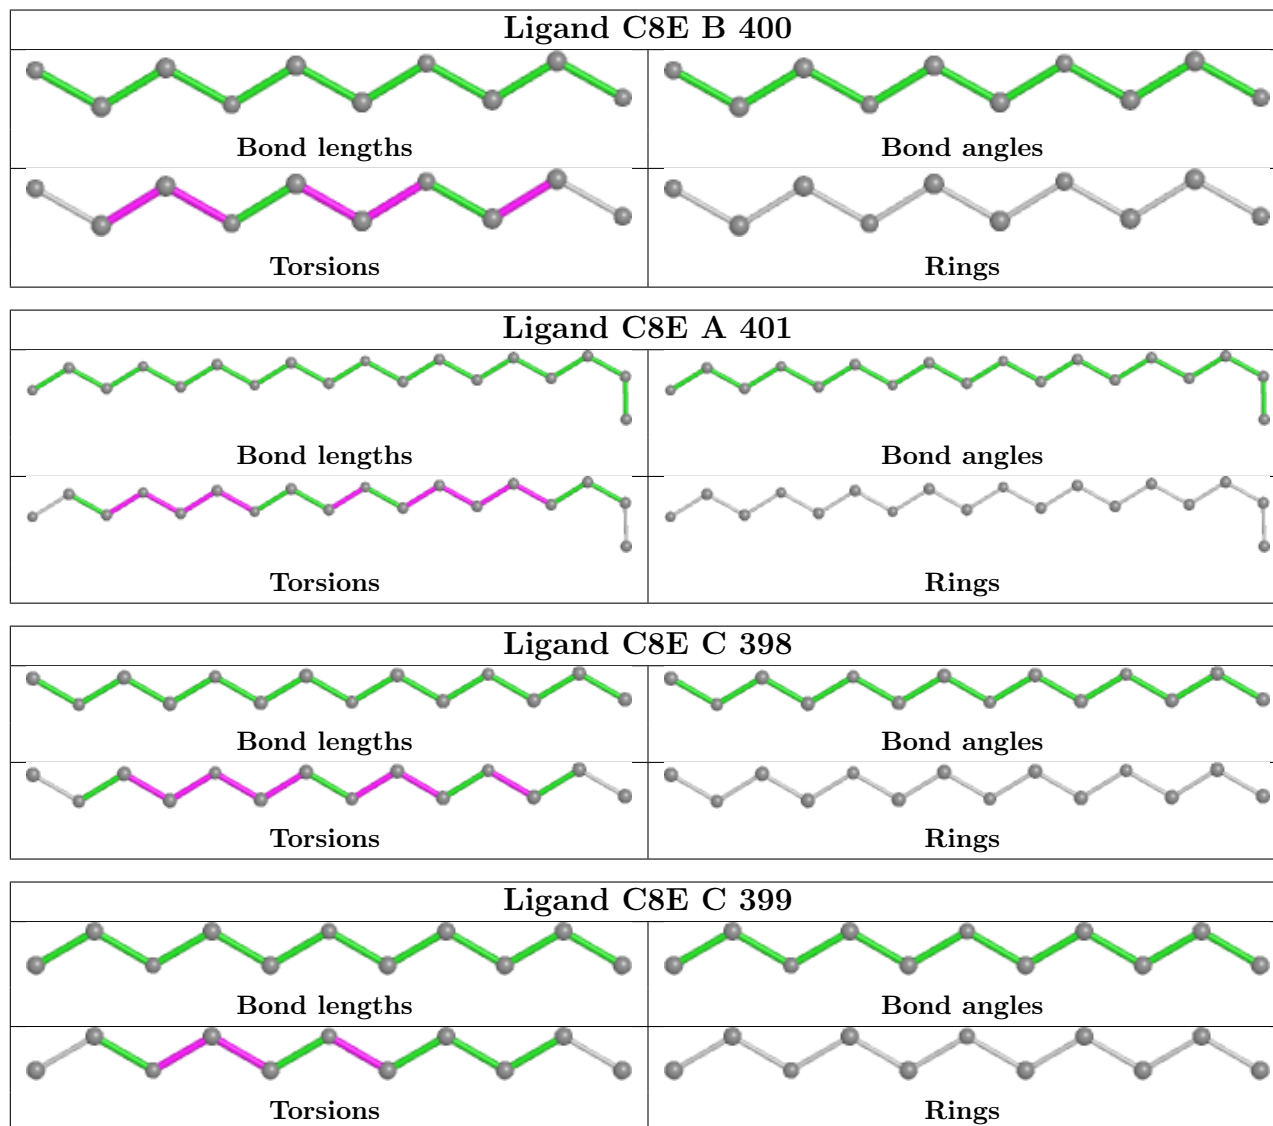 Ligand C8E B 400
Bond lengths
Bond angles
Torsions
Rings
Ligand C8E A 401
Bond lengths
Bond angles
Torsions
Rings
Ligand C8E C 398
Bond lengths
Bond angles
Torsions
Rings
Ligand C8E C 399
Bond lengths
Bond angles
Torsions
Rings